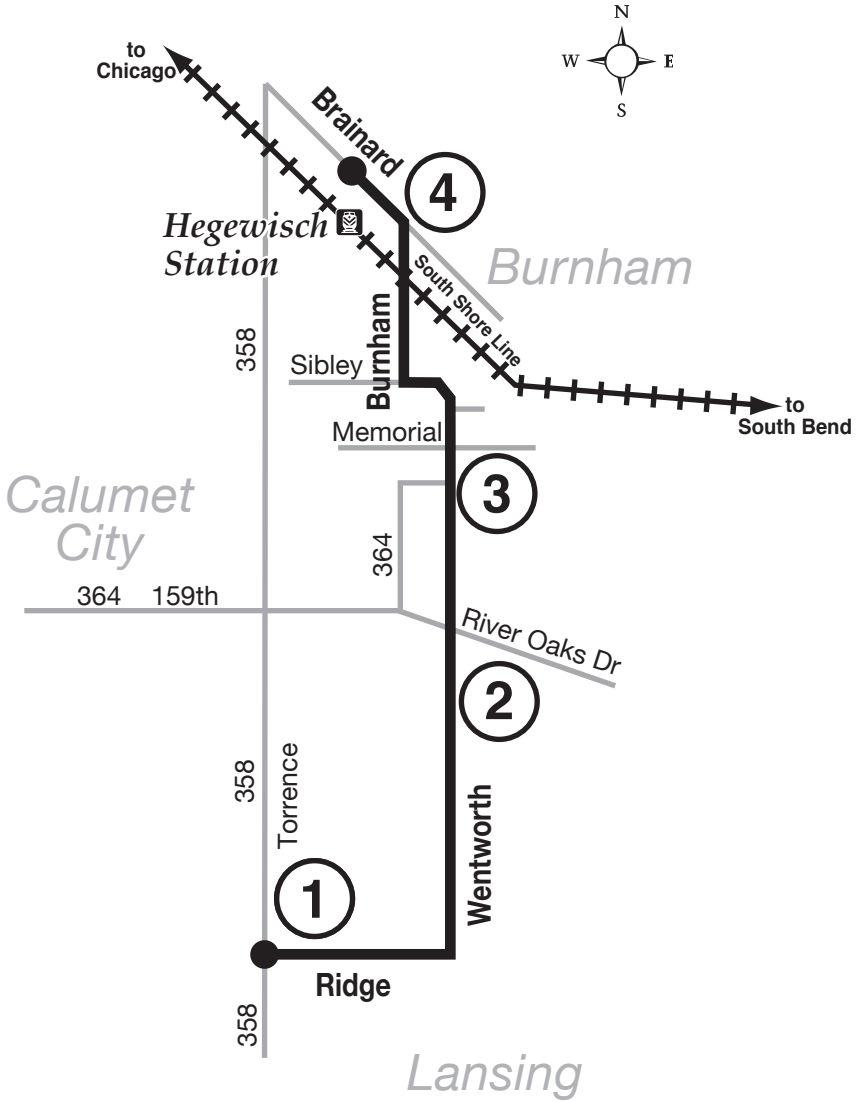 N
W
E
S
to
Chicago
Brainard
4
Hegewisch
Station
Burnham
South Shore Line
358
Burnham
Sibley
to
South Bend
Memorial
Calumet
City
3
364
364 159th
River Oaks Dr
2
358
Torrence
Wentworth
1
Ridge
358
Lansing